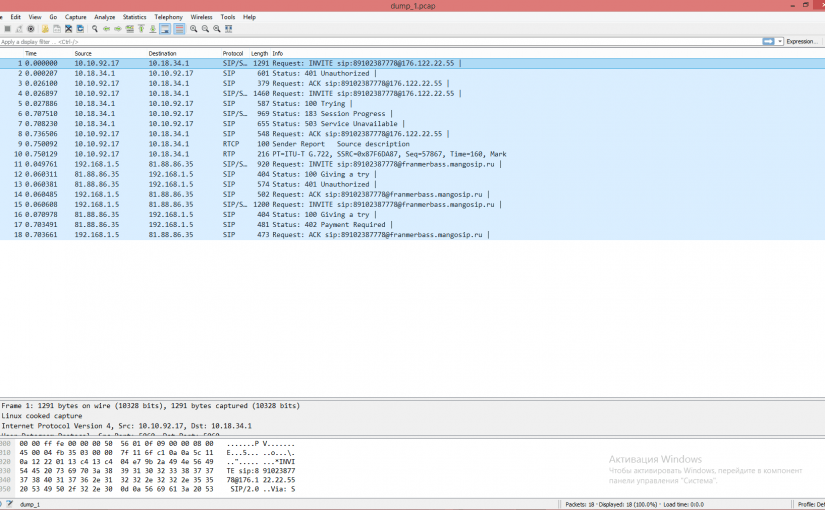 dump_1.pcap
Edit View Go Capture Analyze Statistics Telephony Wireless Tools Help
Apply a display filter ... <Ctrl-/>
Expression...
Time Source Destination Protocol Length Info
1 0.000000 10.10.92.17 10.18.34.1 SIP/S… 1291 Request: INVITE sip:89102387778@176.122.22.55 |
2 0.000207 10.18.34.1 10.10.92.17 SIP 601 Status: 401 Unauthorized |
3 0.026100 10.10.92.17 10.18.34.1 SIP 379 Request: ACK sip:89102387778@176.122.22.55 |
4 0.026897 10.10.92.17 10.18.34.1 SIP/S… 1460 Request: INVITE sip:89102387778@176.122.22.55 |
5 0.027886 10.18.34.1 10.10.92.17 SIP 587 Status: 100 Trying |
6 0.707510 10.18.34.1 10.10.92.17 SIP/S… 969 Status: 183 Session Progress |
7 0.708230 10.18.34.1 10.10.92.17 SIP 655 Status: 503 Service Unavailable |
8 0.736506 10.10.92.17 10.18.34.1 SIP 548 Request: ACK sip:89102387778@176.122.22.55 |
9 0.750092 10.10.92.17 10.18.34.1 RTCP 100 Sender Report Source description
10 0.750129 10.10.92.17 10.18.34.1 RTP 216 PT=ITU-T G.722, SSRC=0x87F6DA87, Seq=57867, Time=160, Mark
11 0.049761 192.168.1.5 81.88.86.35 SIP/S… 920 Request: INVITE sip:89102387778@franmerbass.mangosip.ru |
12 0.060311 81.88.86.35 192.168.1.5 SIP 404 Status: 100 Giving a try |
13 0.060381 81.88.86.35 192.168.1.5 SIP 574 Status: 401 Unauthorized |
14 0.060485 192.168.1.5 81.88.86.35 SIP 502 Request: ACK sip:89102387778@franmerbass.mangosip.ru |
15 0.060608 192.168.1.5 81.88.86.35 SIP/S… 1200 Request: INVITE sip:89102387778@franmerbass.mangosip.ru |
16 0.070978 81.88.86.35 192.168.1.5 SIP 404 Status: 100 Giving a try |
17 0.703491 81.88.86.35 192.168.1.5 SIP 481 Status: 402 Payment Required |
18 0.703661 192.168.1.5 81.88.86.35 SIP 473 Request: ACK sip:89102387778@franmerbass.mangosip.ru |
Frame 1: 1291 bytes on wire (10328 bits), 1291 bytes captured (10328 bits)
Linux cooked capture
Internet Protocol Version 4, Src: 10.10.92.17, Dst: 10.18.34.1
000 00 00 ff fe 00 00 00 50 56 01 0f 09 00 00 08 00 .......P V.......
010 45 00 04 fb 35 03 00 00 7f 11 6f c1 0a 0a 5c 11 E...5... ..o...\.
020 0a 12 22 01 13 c4 13 c4 04 e7 9b 2a 49 4e 56 49 .."..... ...*INVI
030 54 45 20 73 69 70 3a 38 39 31 30 32 33 38 37 37 TE sip:8 91023877
040 37 38 40 31 37 36 2e 31 32 32 2e 32 32 2e 35 35 78@176.1 22.22.55
050 20 53 49 50 2f 32 2e 30 0d 0a 56 69 61 3a 20 53 SIP/2.0 ..Via: S
Активация Windows
Чтобы активировать Windows, перейдите в компонент
панели управления "Система".
dump_1
Packets: 18 · Displayed: 18 (100.0%) · Load time: 0:0.0
Profile: Def